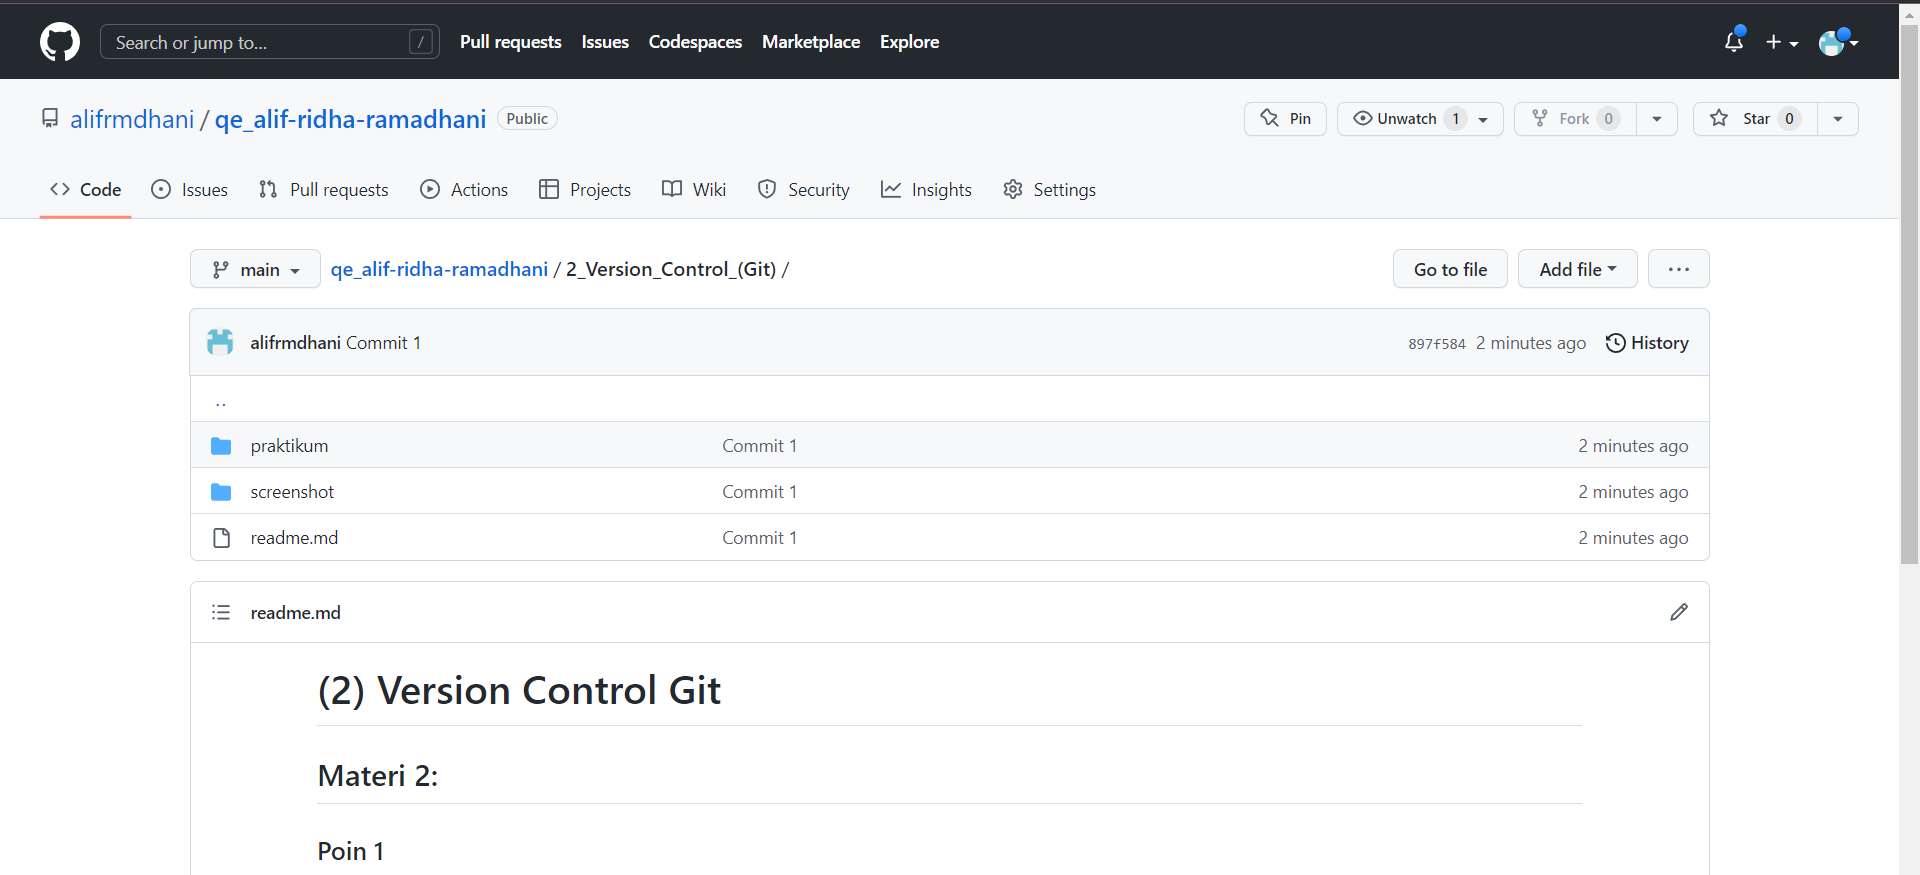 Search or jump to... / Pull requests Issues Codespaces Marketplace Explore
alifrmdhani / qe_alif-ridha-ramadhani Public Pin Unwatch 1 Fork 0 Star 0
Code Issues Pull requests Actions Projects Wiki Security Insights Settings
main qe_alif-ridha-ramadhani / 2_Version_Control_(Git) / Go to file Add file ...
alifrmdhani Commit 1 897f584 2 minutes ago History
..
praktikum Commit 1 2 minutes ago
screenshot Commit 1 2 minutes ago
readme.md Commit 1 2 minutes ago
readme.md
(2) Version Control Git
Materi 2:
Poin 1